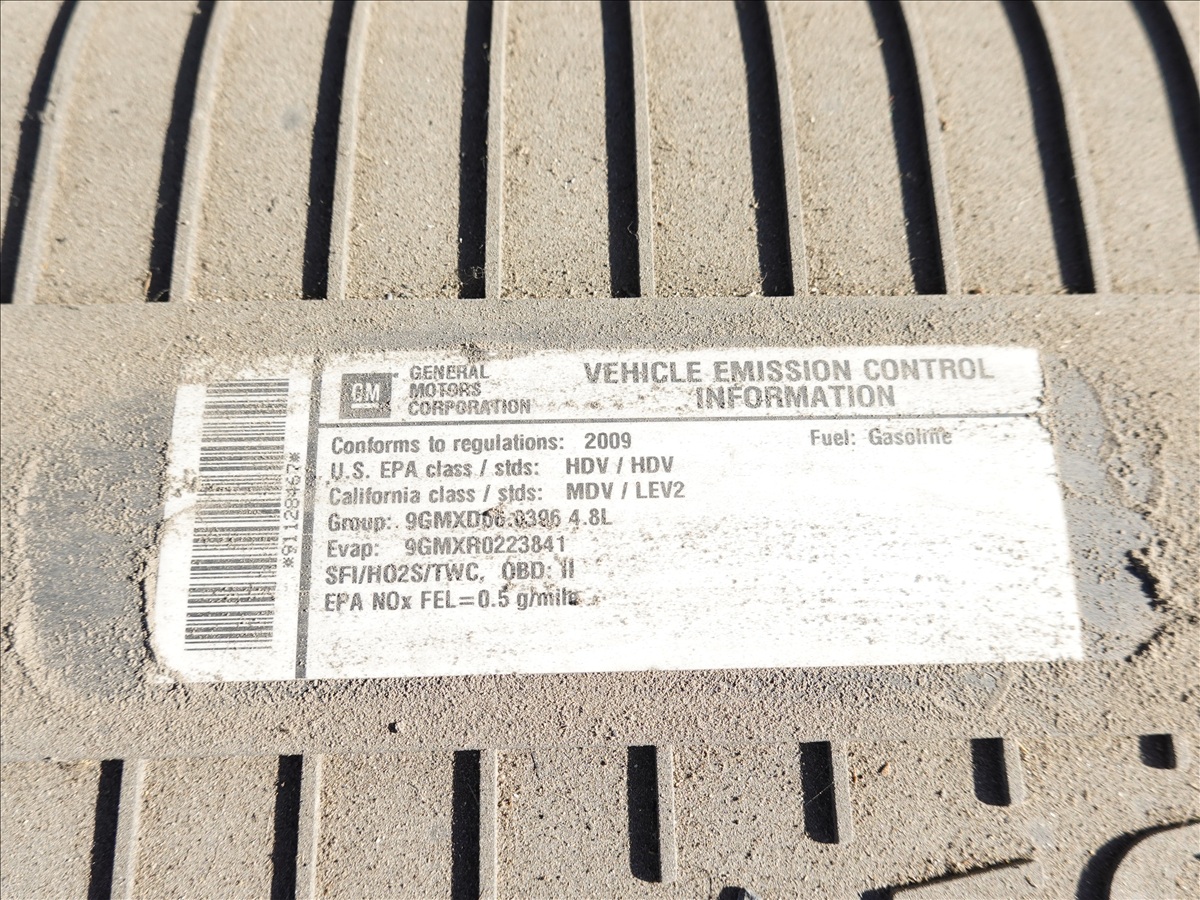 GM
GENERAL
MOTORS
CORPORATION
VEHICLE EMISSION CONTROL
INFORMATION
Conforms to regulations: 2009
Fuel: Gasoline
U.S. EPA class / stds: HDV / HDV
California class / stds: MDV / LEV2
Group: 9GMXD06.0396 4.8L
Evap: 9GMXR0223841
SFI/HO2S/TWC, OBD: II
EPA NOx FEL=0.5 g/mile
*91128467*